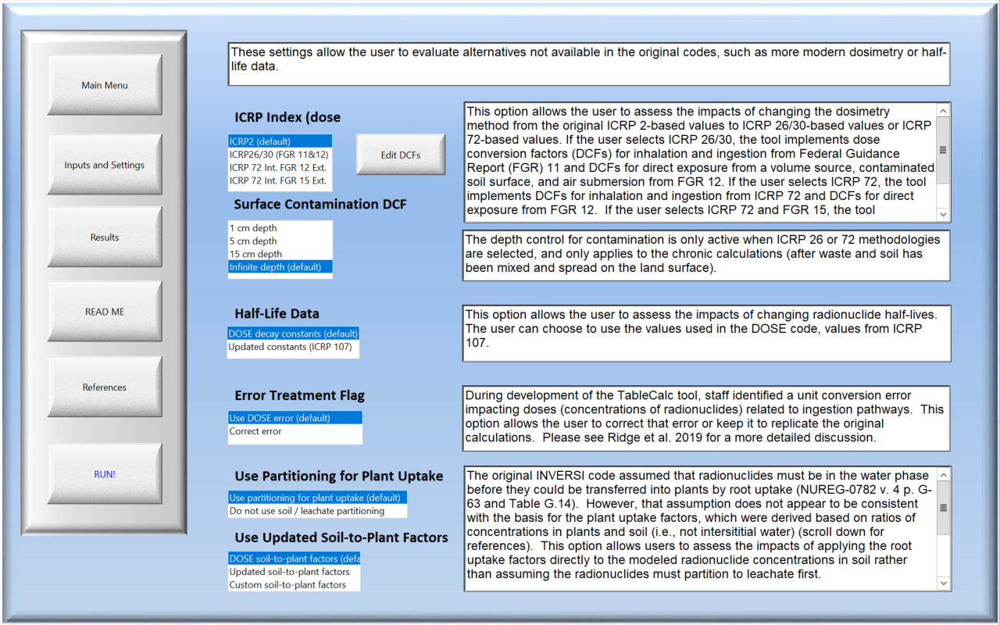 Main Menu
Inputs and Settings
Results
READ ME
References
RUN!
These settings allow the user to evaluate alternatives not available in the original codes, such as more modern dosimetry or half-
life data.
ICRP Index (dose
ICRP2 (default)
ICRP26/30 (FGR 11&12)
ICRP 72 Int. FGR 12 Ext.
ICRP 72 Int. FGR 15 Ext.
Edit DCFs
This option allows the user to assess the impacts of changing the dosimetry
method from the original ICRP 2-based values to ICRP 26/30-based values or ICRP
72-based values. If the user selects ICRP 26/30, the tool implements dose
conversion factors (DCFs) for inhalation and ingestion from Federal Guidance
Report (FGR) 11 and DCFs for direct exposure from a volume source, contaminated
soil surface, and air submersion from FGR 12. If the user selects ICRP 72, the tool
implements DCFs for inhalation and ingestion from ICRP 72 and DCFs for direct
exposure from FGR 12.  If the user selects ICRP 72 and FGR 15, the tool
Surface Contamination DCF
1 cm depth
5 cm depth
15 cm depth
Infinite depth (default)
The depth control for contamination is only active when ICRP 26 or 72 methodologies
are selected, and only applies to the chronic calculations (after waste and soil has
been mixed and spread on the land surface).
Half-Life Data
DOSE decay constants (default)
Updated constants (ICRP 107)
This option allows the user to assess the impacts of changing radionuclide half-lives.
The user can choose to use the values used in the DOSE code, values from ICRP
107.
Error Treatment Flag
Use DOSE error (default)
Correct error
During development of the TableCalc tool, staff identified a unit conversion error
impacting doses (concentrations of radionuclides) related to ingestion pathways.  This
option allows the user to correct that error or keep it to replicate the original
calculations.  Please see Ridge et al. 2019 for a more detailed discussion.
Use Partitioning for Plant Uptake
Use partitioning for plant uptake (default)
Do not use soil / leachate partitioning
The original INVERSI code assumed that radionuclides must be in the water phase
before they could be transferred into plants by root uptake (NUREG-0782 v. 4 p. G-
63 and Table G.14).  However, that assumption does not appear to be consistent
with the basis for the plant uptake factors, which were derived based on ratios of
concentrations in plants and soil (i.e., not intersititial water) (scroll down for
references).  This option allows users to assess the impacts of applying the root
uptake factors directly to the modeled radionuclide concentrations in soil rather
than assuming the radionuclides must partition to leachate first.
Use Updated Soil-to-Plant Factors
DOSE soil-to-plant factors (defa
Updated soil-to-plant factors
Custom soil-to-plant factors